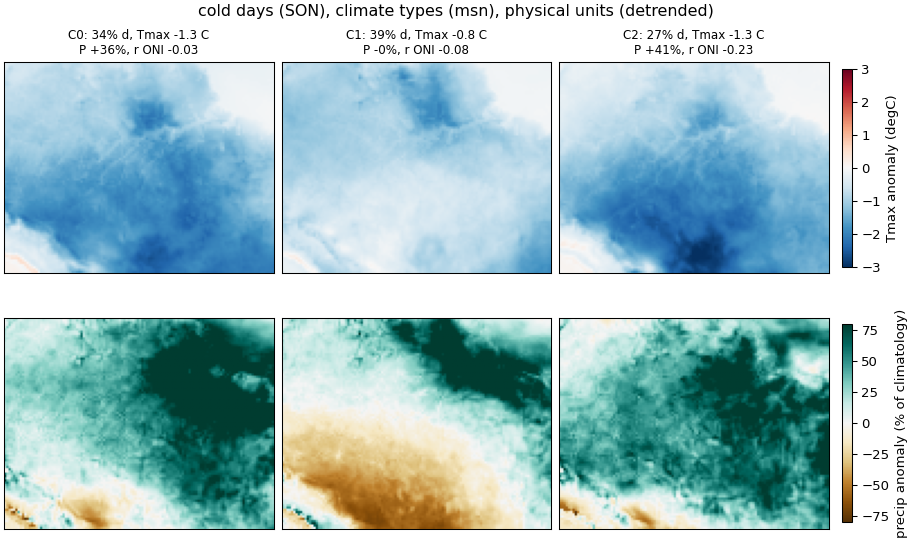 cold days (SON), climate types (msn), physical units (detrended)
C0: 34% d, Tmax -1.3 C
P +36%, r ONI -0.03
C1: 39% d, Tmax -0.8 C
P -0%, r ONI -0.08
C2: 27% d, Tmax -1.3 C
P +41%, r ONI -0.23
3
2
1
0
−1
−2
−3
Tmax anomaly (degC)
75
50
25
0
−25
−50
−75
precip anomaly (% of climatology)